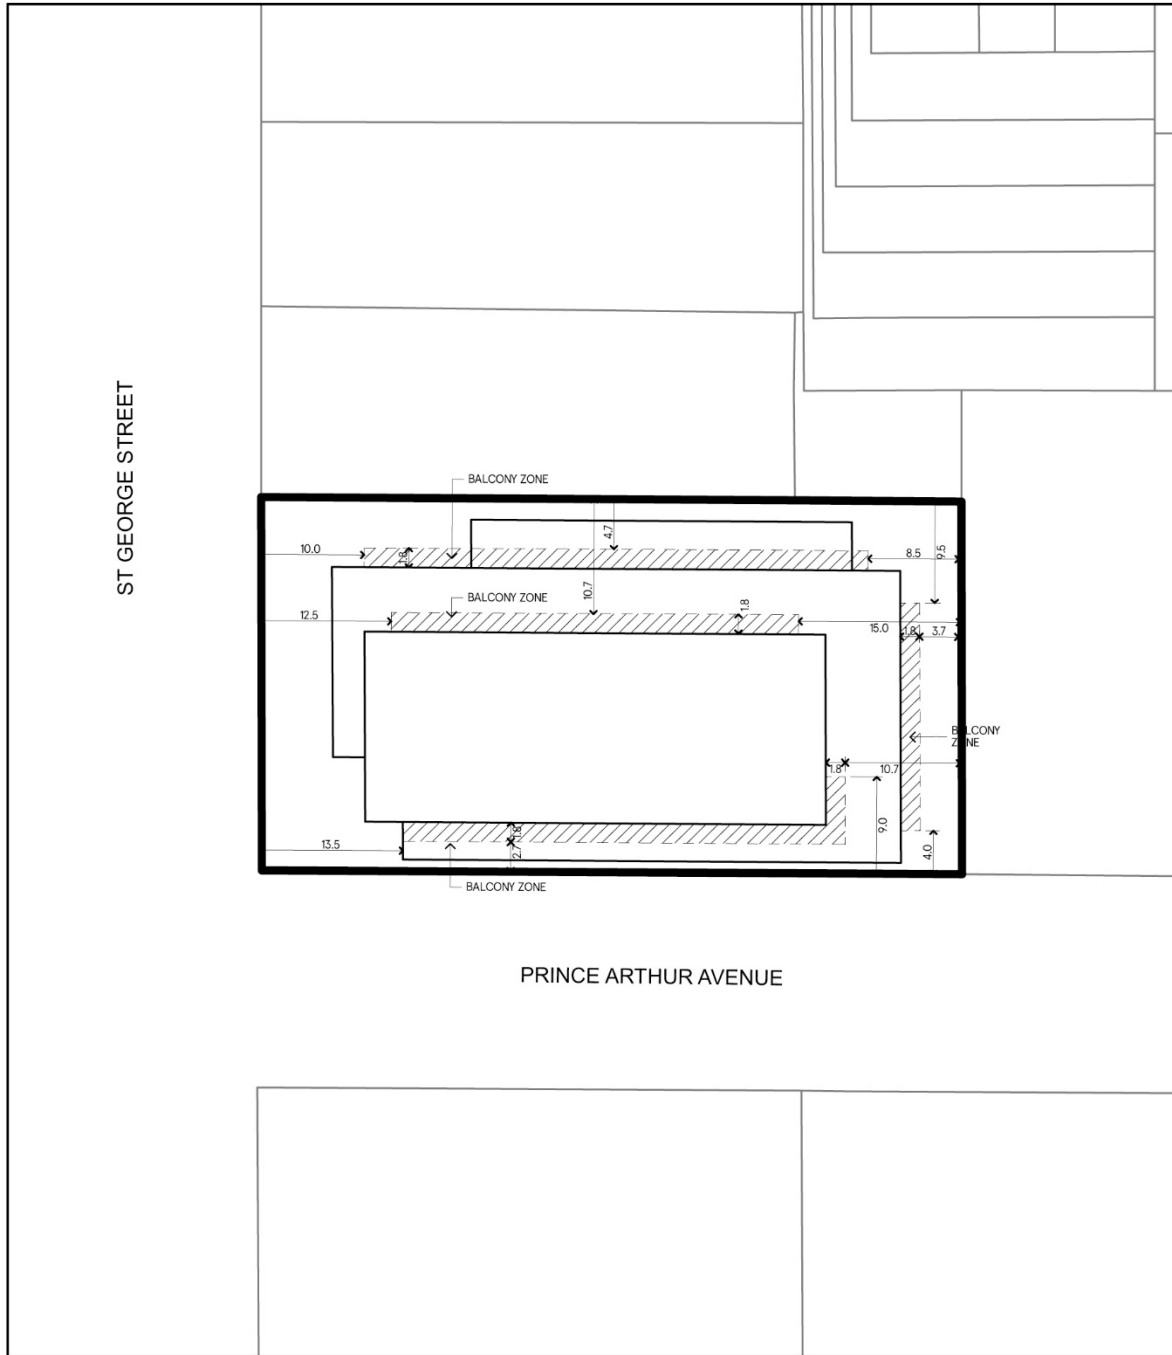 ST GEORGE STREET
BALCONY ZONE
4.7
10.0
1.8
8.5
9.5
10.7
BALCONY ZONE
1.8
12.5
15.0
1.8
3.7
BALCONY
ZONE
1.8
10.7
9.0
1.8
13.5
2.7
4.0
BALCONY ZONE
PRINCE ARTHUR AVENUE